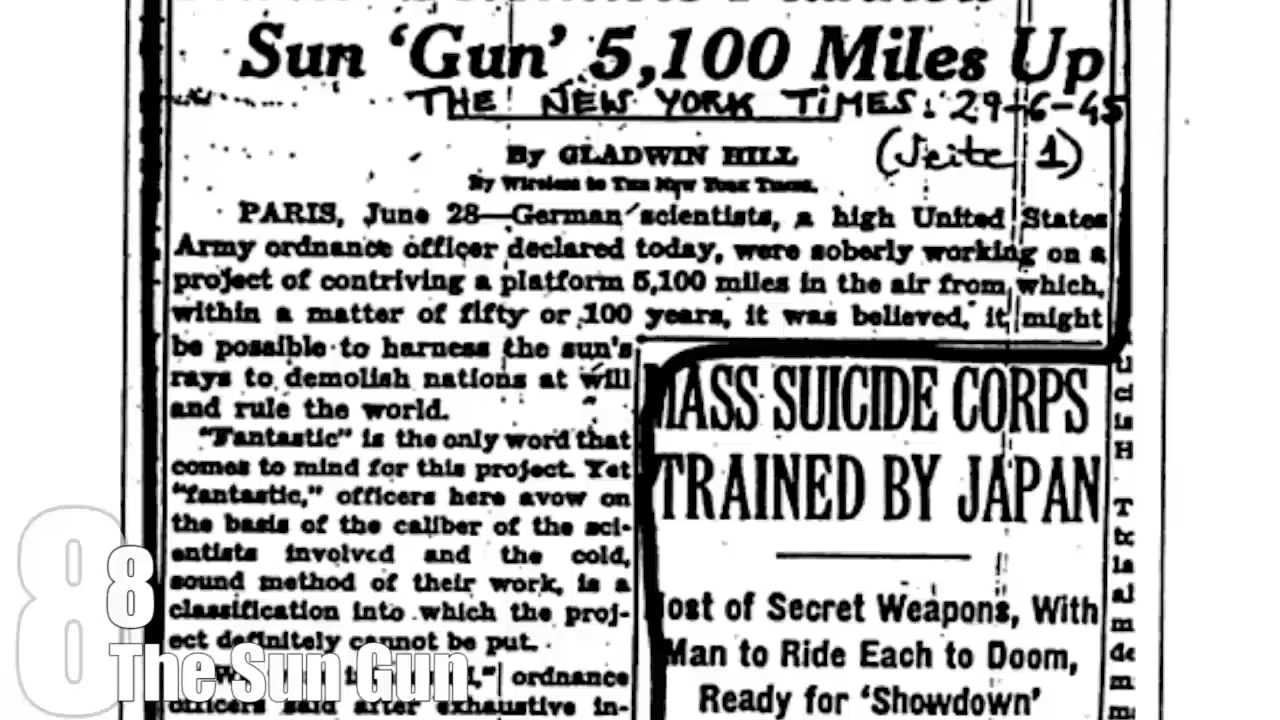 Sun ‘Gun’ 5,100 Miles Up
THE NEW YORK TIMES: 29-6-45
(Seite 1)
By GLADWIN HILL
By Wireless to THE NEW YORK TIMES.
PARIS, June 28—German scientists, a high United States
Army ordnance officer declared today, were soberly working on a
project of contriving a platform 5,100 miles in the air from which,
within a matter of fifty or 100 years, it was believed, it might
be possible to harness the sun's
rays to demolish nations at will
and rule the world.
“Fantastic” is the only word that
comes to mind for this project. Yet
“fantastic,” officers here avow on
the basis of the caliber of the sci-
entists involved and the cold,
sound method of their work, is a
classification into which the proj-
ect definitely cannot be put.
ordnance
officers said after exhaustive in-
MASS SUICIDE CORPS
TRAINED BY JAPAN
Host of Secret Weapons, With
Man to Ride Each to Doom,
Ready for ‘Showdown’
8
8
The Sun Gun